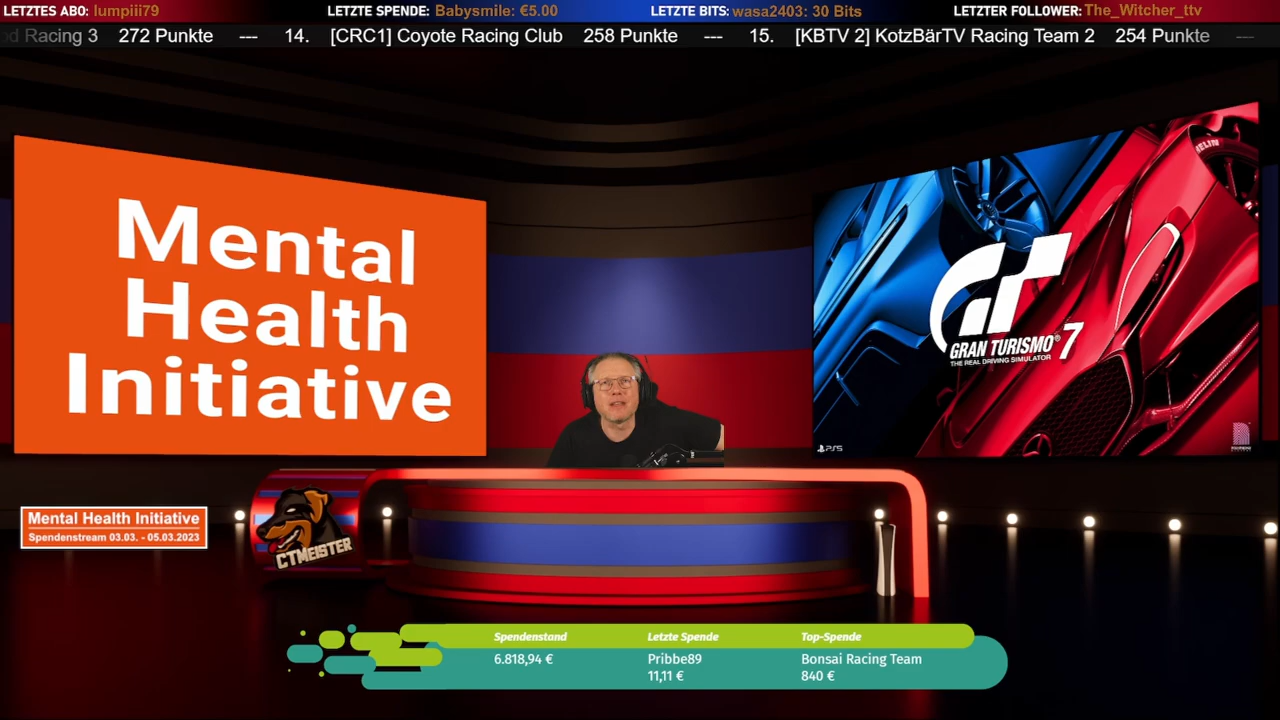 LETZTES ABO: lumpiii79
LETZTE SPENDE: Babysmile: €5.00
LETZTE BITS: wasa2403: 30 Bits
LETZTER FOLLOWER: The_Witcher_ttv
d Racing 3 272 Punkte --- 14. [CRC1] Coyote Racing Club 258 Punkte --- 15. [KBTV 2] KotzBärTV Racing Team 2 254 Punkte ---
Mental
Health
Initiative
GT
GRAN TURISMO® 7
THE REAL DRIVING SIMULATOR
PS5
Mental Health Initiative
Spendenstream 03.03. - 05.03.2023
CTMEISTER
Spendenstand
6.818,94 €
Letzte Spende
Pribbe89
11,11 €
Top-Spende
Bonsai Racing Team
840 €